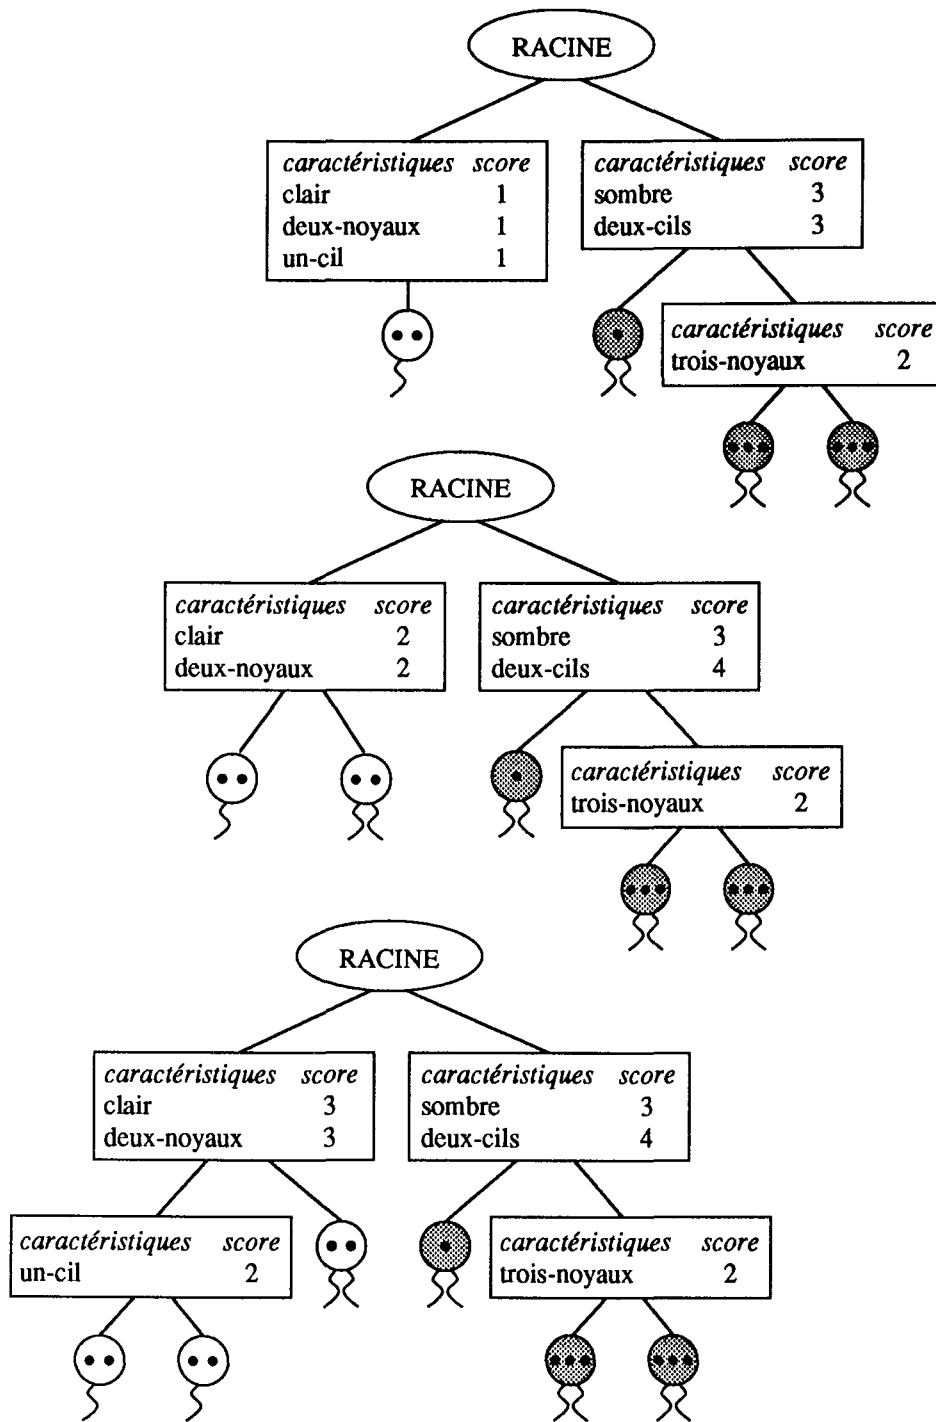 RACINE
caractéristiques score
clair 1
deux-noyaux 1
un-cil 1
caractéristiques score
sombre 3
deux-cils 3
caractéristiques score
trois-noyaux 2
RACINE
caractéristiques score
clair 2
deux-noyaux 2
caractéristiques score
sombre 3
deux-cils 4
caractéristiques score
trois-noyaux 2
RACINE
caractéristiques score
clair 3
deux-noyaux 3
caractéristiques score
sombre 3
deux-cils 4
caractéristiques score
un-cil 2
caractéristiques score
trois-noyaux 2